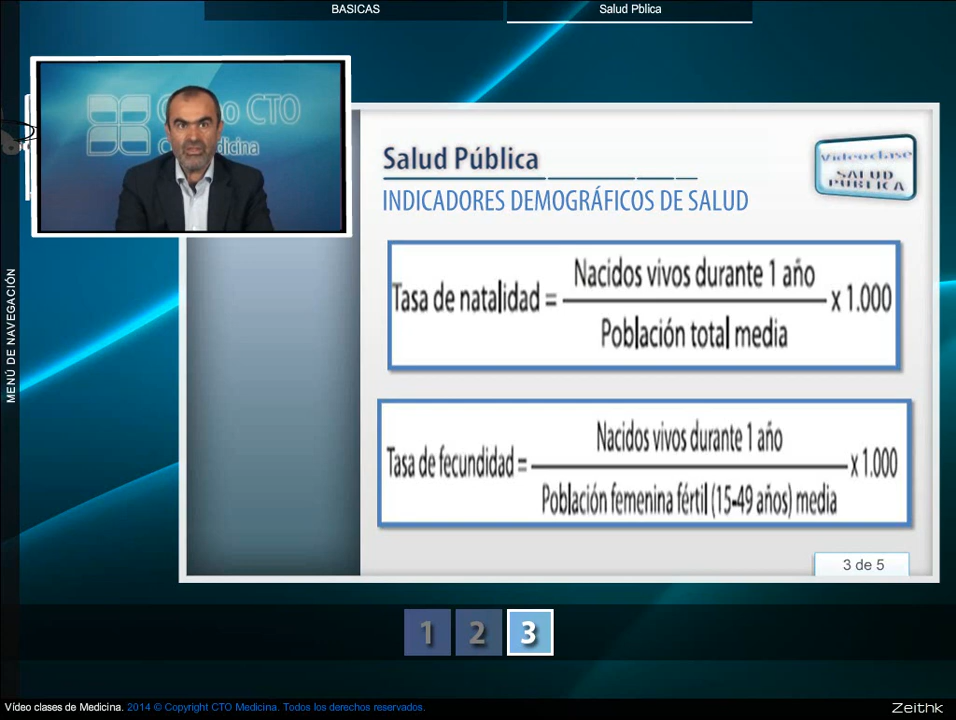 BASICAS
Salud Pblica
CTO
Medicina
Salud Pública
Videoclase
SALUD
PÚBLICA
INDICADORES DEMOGRÁFICOS DE SALUD
Tasa de natalidad = Nacidos vivos durante 1 año x 1.000
Población total media
Tasa de fecundidad = Nacidos vivos durante 1 año x 1.000
Población femenina fértil (15-49 años) media
3 de 5
MENÚ DE NAVEGACIÓN
1 2 3
Vídeo clases de Medicina. 2014 © Copyright CTO Medicina. Todos los derechos reservados.
Zeithk